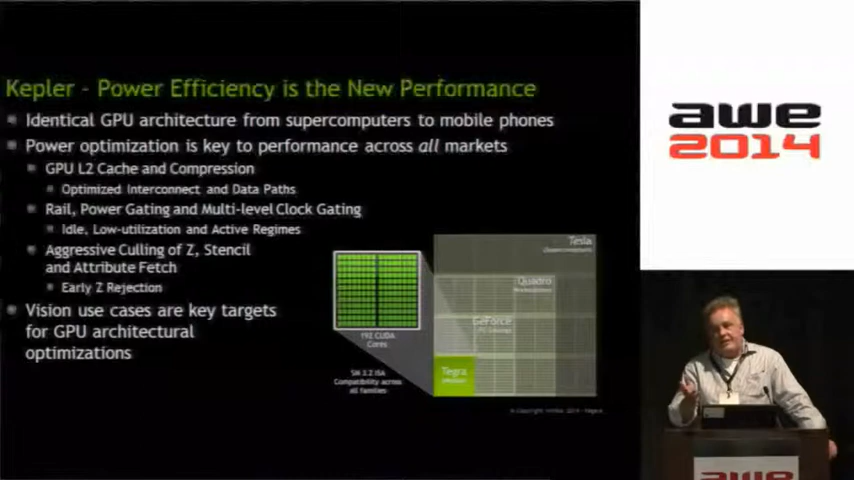 Kepler - Power Efficiency is the New Performance
Identical GPU architecture from supercomputers to mobile phones
Power optimization is key to performance across all markets
GPU L2 Cache and Compression
Optimized Interconnect and Data Paths
Rail, Power Gating and Multi-level Clock Gating
Idle, Low-utilization and Active Regimes
Aggressive Culling of Z, Stencil
and Attribute Fetch
Early Z Rejection
Vision use cases are key targets
for GPU architectural
optimizations
192 CUDA
Cores
SM 3.2 ISA
Compatibility across
all families
Tesla
Quadro
GeForce
Tegra
awe
2014
awe